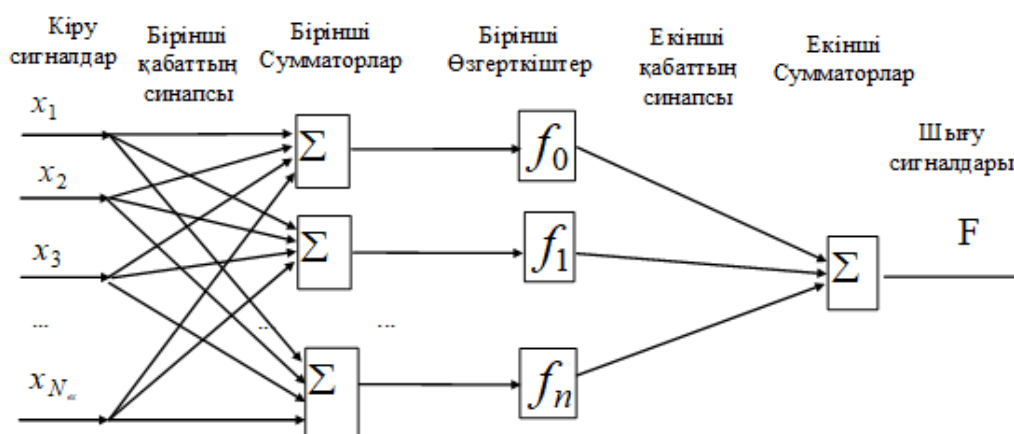 Кіру
сигналдар
Бірінші
қабаттың
синапсы
Бірінші
Сумматорлар
Бірінші
Өзгерткіштер
Екінші
қабаттың
синапсы
Екінші
Сумматорлар
Шығу
сигналдары
x₁
x₂
x₃
...
Σ
Σ
...
...
Σ
f₀
f₁
fₙ
Σ
F